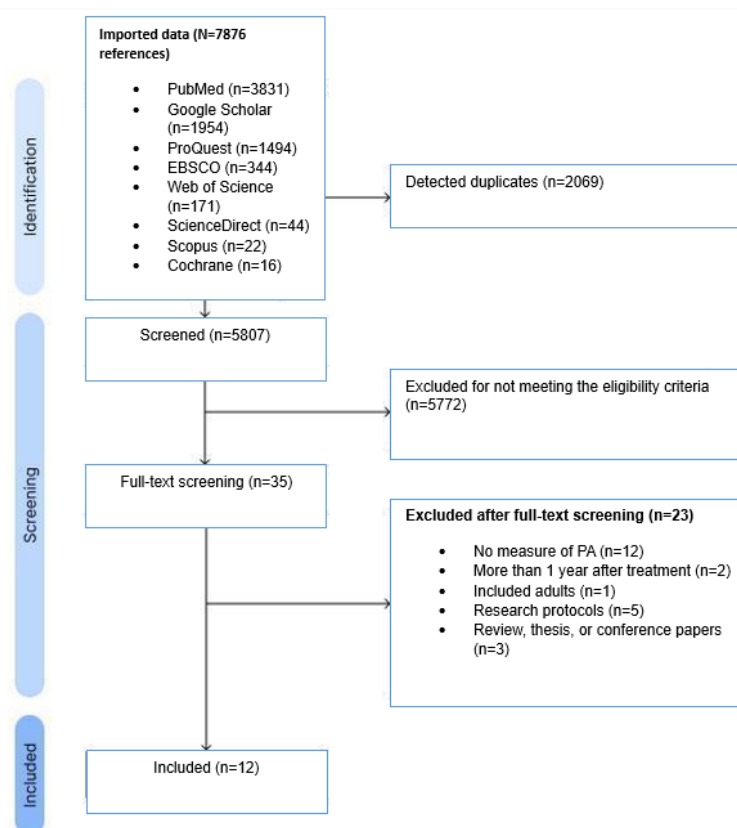 Identification
Imported data (N=7876
references)
• PubMed (n=3831)
• Google Scholar
(n=1954)
• ProQuest (n=1494)
• EBSCO (n=344)
• Web of Science
(n=171)
• ScienceDirect (n=44)
• Scopus (n=22)
• Cochrane (n=16)
Detected duplicates (n=2069)
Screening
Screened (n=5807)
Excluded for not meeting the eligibility criteria
(n=5772)
Full-text screening (n=35)
Excluded after full-text screening (n=23)
• No measure of PA (n=12)
• More than 1 year after treatment (n=2)
• Included adults (n=1)
• Research protocols (n=5)
• Review, thesis, or conference papers
(n=3)
Included
Included (n=12)